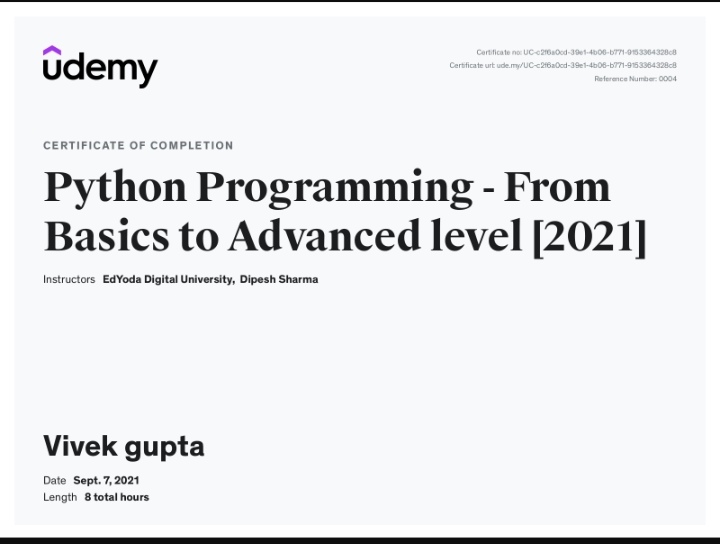 udemy
Certificate no: UC-c2f6a0cd-39e1-4b06-b771-9153364328c8
Certificate url: ude.my/UC-c2f6a0cd-39e1-4b06-b771-9153364328c8
Reference Number: 0004
CERTIFICATE OF COMPLETION
Python Programming - From
Basics to Advanced level [2021]
Instructors EdYoda Digital University, Dipesh Sharma
Vivek gupta
Date Sept. 7, 2021
Length 8 total hours